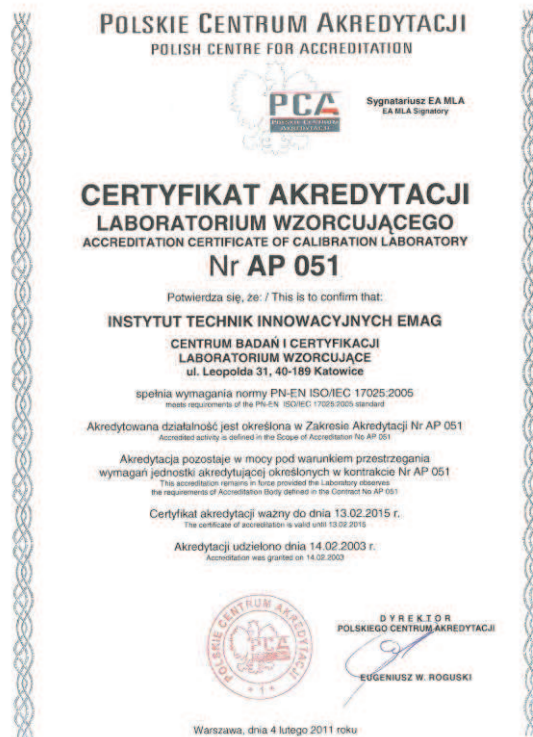 POLSKIE CENTRUM AKREDYTACJI
POLISH CENTRE FOR ACCREDITATION
PCA
POLSKIE CENTRUM
AKREDYTACJI
Sygnatariusz EA MLA
EA MLA Signatory
CERTYFIKAT AKREDYTACJI
LABORATORIUM WZORCUJĄCEGO
ACCREDITATION CERTIFICATE OF CALIBRATION LABORATORY
Nr AP 051
Potwierdza się, że: / This is to confirm that:
INSTYTUT TECHNIK INNOWACYJNYCH EMAG
CENTRUM BADAŃ I CERTYFIKACJI
LABORATORIUM WZORCUJĄCE
ul. Leopolda 31, 40-189 Katowice
spełnia wymagania normy PN-EN ISO/IEC 17025:2005
meets requirements of the PN-EN ISO/IEC 17025:2005 standard
Akredytowana działalność jest określona w Zakresie Akredytacji Nr AP 051
Accredited activity is defined in the Scope of Accreditation No AP 051
Akredytacja pozostaje w mocy pod warunkiem przestrzegania
wymagań jednostki akredytującej określonych w kontrakcie Nr AP 051
This accreditation remains in force provided the Laboratory observes
the requirements of Accreditation Body defined in the Contract No AP 051
Certyfikat akredytacji ważny do dnia 13.02.2015 r.
The certificate of accreditation is valid until 13.02.2015
Akredytacji udzielono dnia 14.02.2003 r.
Accreditation was granted on 14.02.2003
POLSKIE CENTRUM AKREDYTACJI
PCA
* 1 *
DYREKTOR
POLSKIEGO CENTRUM AKREDYTACJI
EUGENIUSZ W. ROGUSKI
Warszawa, dnia 4 lutego 2011 roku